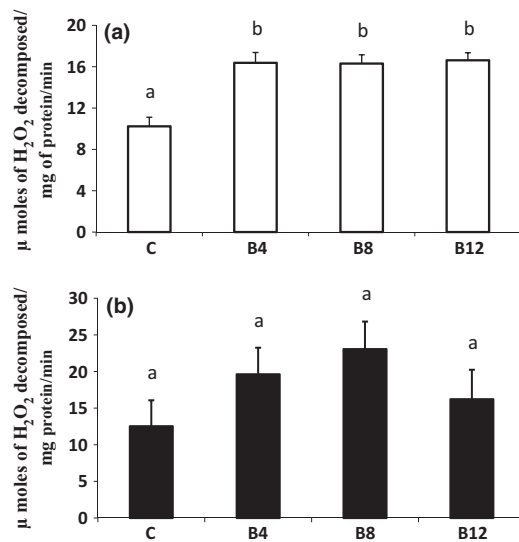 (a)
μ moles of H₂O₂ decomposed/
mg of protein/min
20
16
12
8
4
0
a
b
b
b
C
B4
B8
B12
(b)
μ moles of H₂O₂ decomposed/
mg protein/min
30
25
20
15
10
5
0
a
a
a
a
C
B4
B8
B12